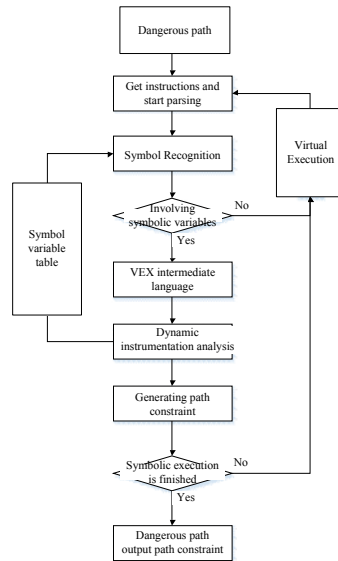 Dangerous path
Get instructions and
start parsing
Symbol Recognition
Virtual
Execution
Involving
symbolic variables
No
Yes
Symbol
variable
table
VEX intermediate
language
Dynamic
instrumentation analysis
Generating path
constraint
Symbolic execution
is finished
No
Yes
Dangerous path
output path constraint